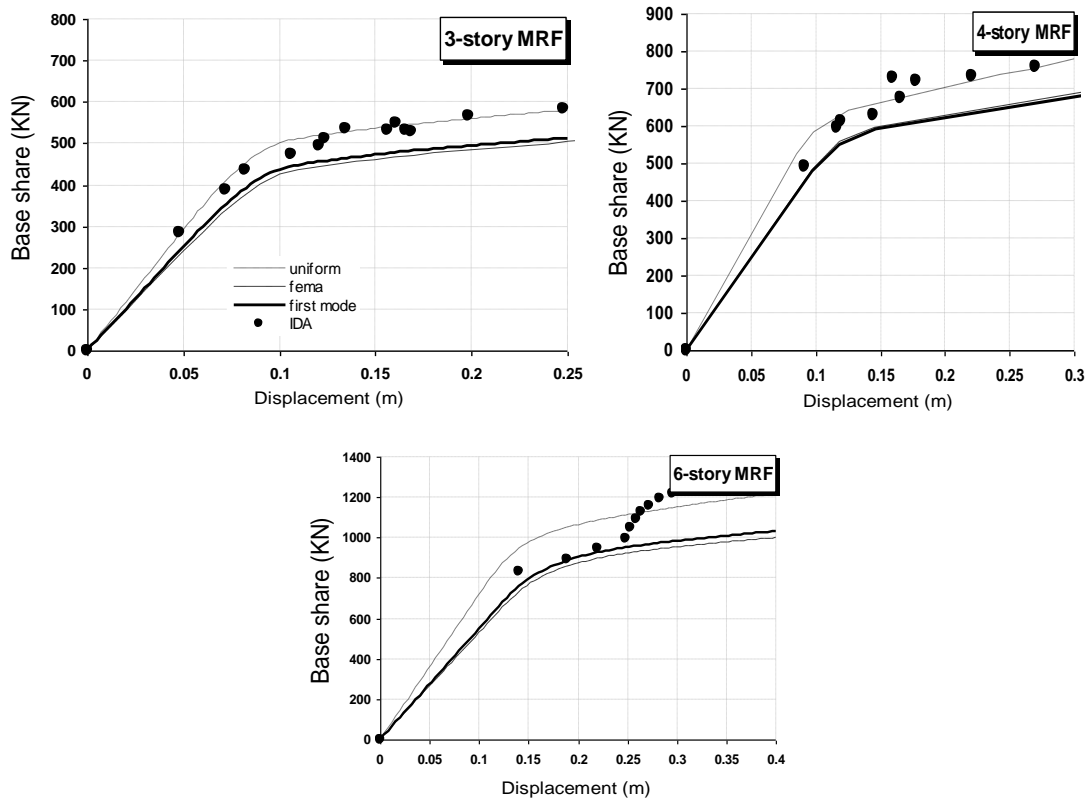 800
700
600
500
400
300
200
100
0
Base share (KN)
3-story MRF
uniform
fema
first mode
IDA
0 0.05 0.1 0.15 0.2 0.25
Displacement (m)
900
800
700
600
500
400
300
200
100
0
Base share (KN)
4-story MRF
0 0.05 0.1 0.15 0.2 0.25 0.3
Displacement (m)
1400
1200
1000
800
600
400
200
0
Base share (KN)
6-story MRF
0 0.05 0.1 0.15 0.2 0.25 0.3 0.35 0.4
Displacement (m)